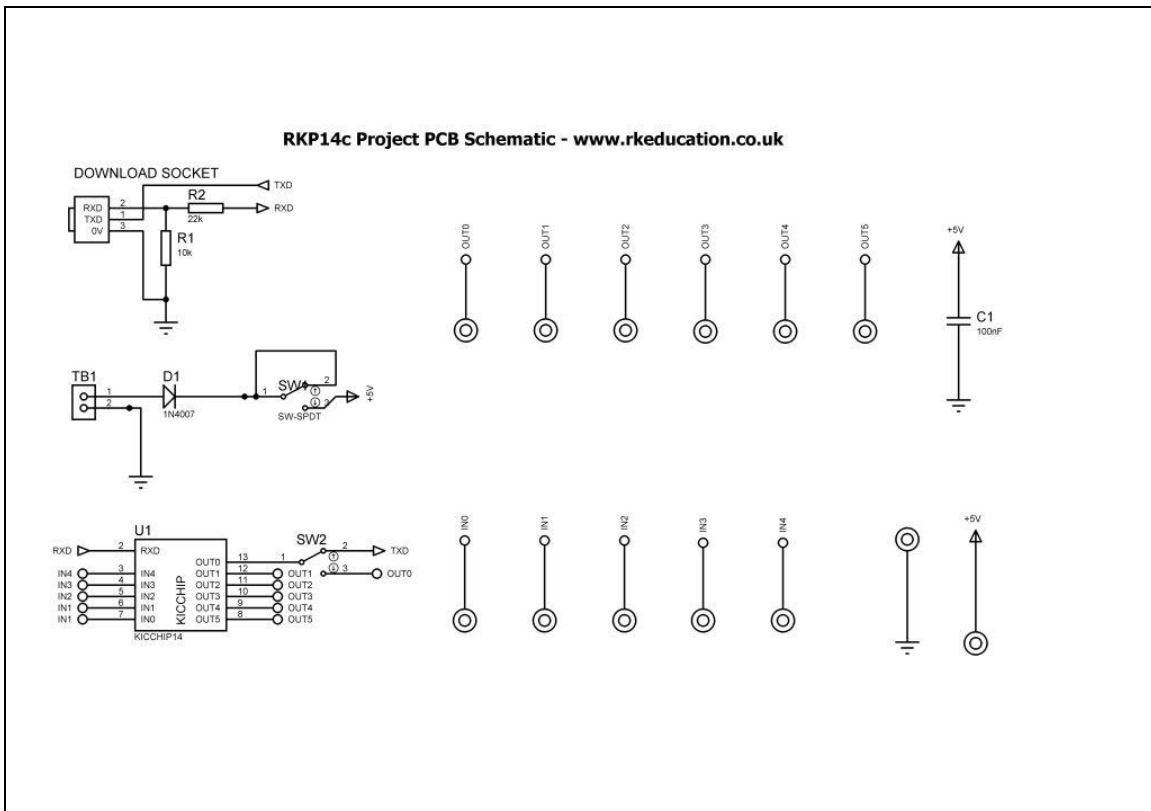 RKP14c Project PCB Schematic - www.rkeducation.co.uk
DOWNLOAD SOCKET
RXD 2
TXD 1
0V 3
TXD
R2
22k
RXD
R1
10k
OUT0
OUT1
OUT2
OUT3
OUT4
OUT5
+5V
C1
100nF
TB1
1
2
D1
1N4007
1
2
3
SW-SPDT
+5V
U1
RXD 2 RXD
IN4 3 IN4
IN3 4 IN3
IN2 5 IN2
IN1 6 IN1
IN1 7 IN0
KICCHIP
OUT0 13
OUT1 12 OUT1
OUT2 11 OUT2
OUT3 10 OUT3
OUT4 9 OUT4
OUT5 8 OUT5
KICCHIP14
SW2
1
2 TXD
3 OUT0
IN0
IN1
IN2
IN3
IN4
+5V